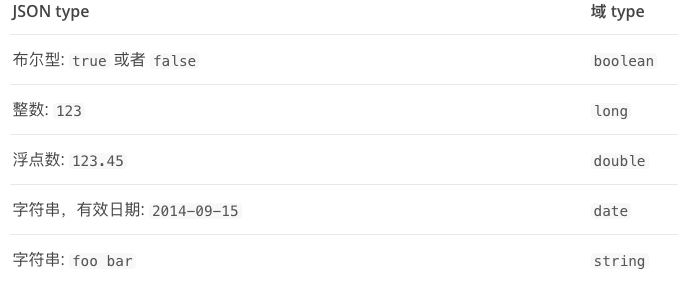 JSON type 域 type
布尔型: true 或者 false boolean
整数: 123 long
浮点数: 123.45 double
字符串，有效日期: 2014-09-15 date
字符串: foo bar string